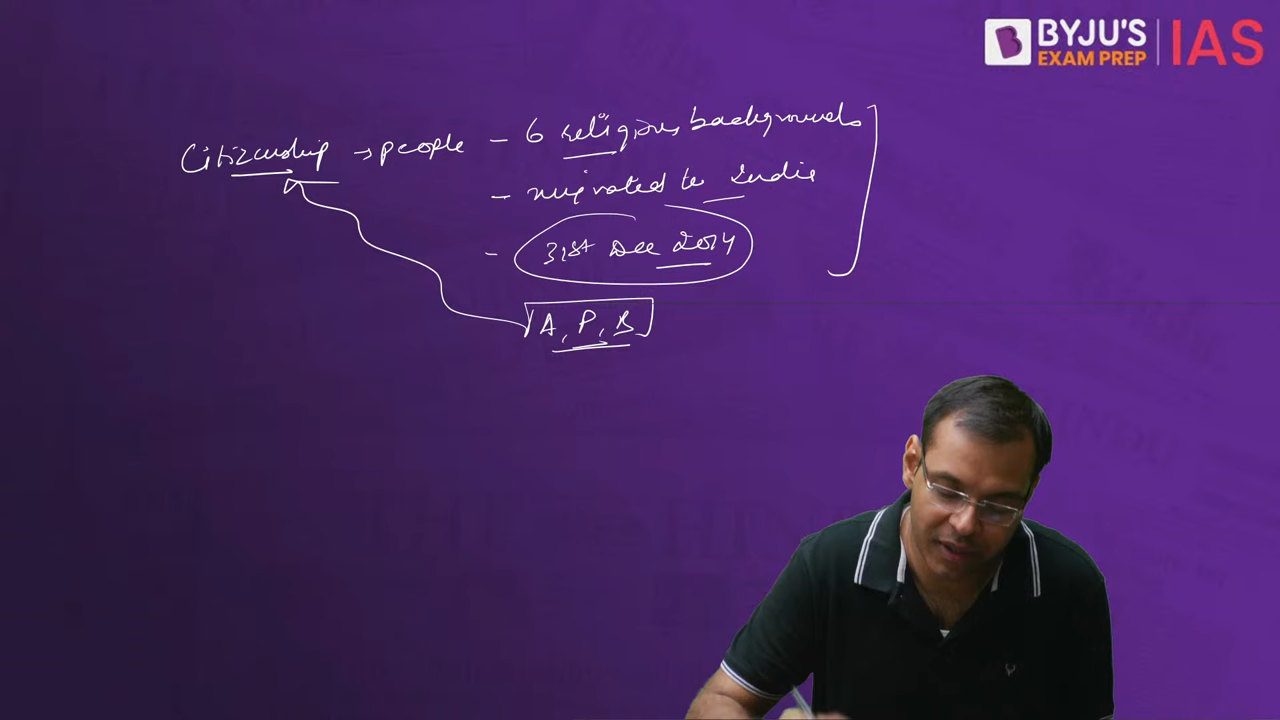 BYJU'S
EXAM PREP
IAS
Citizenship → people - 6 religious backgrounds
- migrated to India
- 31st Dec 2014
A, P, B